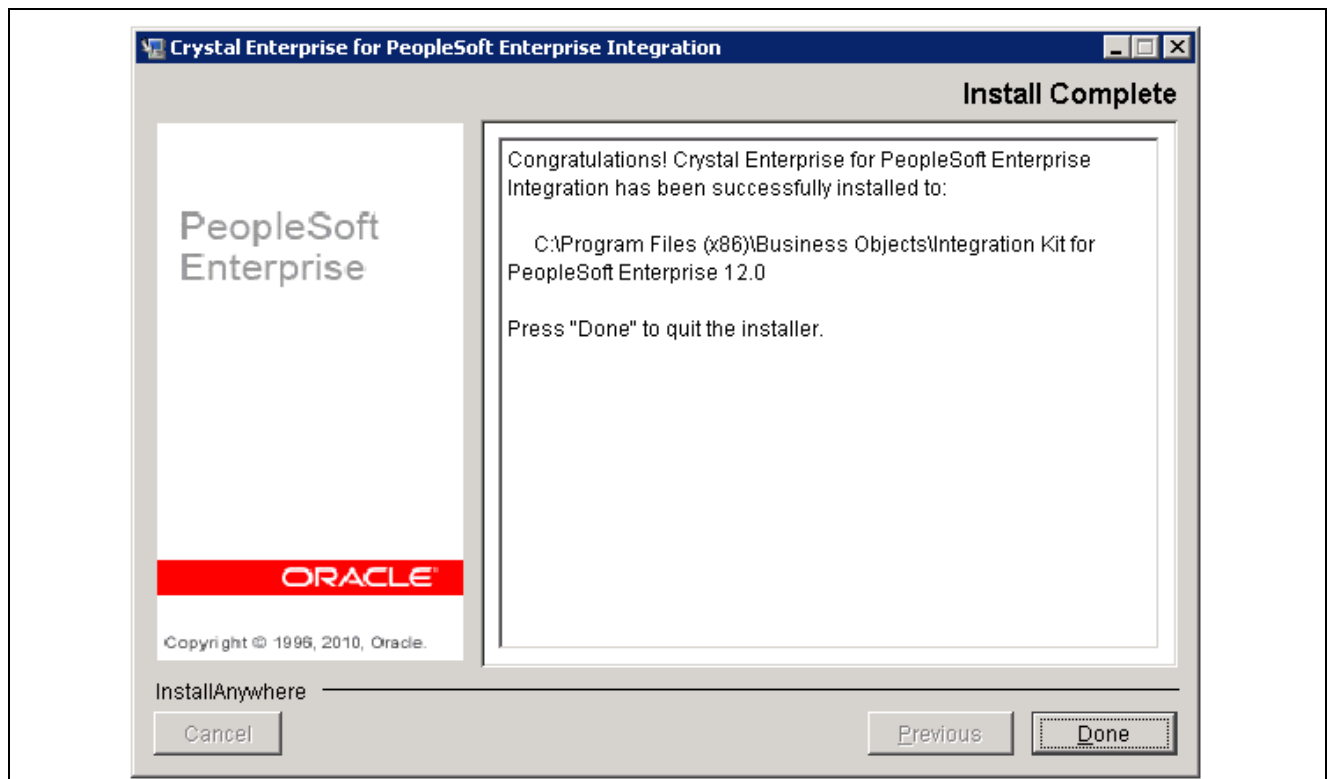 Crystal Enterprise for PeopleSoft Enterprise Integration
Install Complete
PeopleSoft
Enterprise
ORACLE
Copyright © 1996, 2010, Oracle.
Congratulations! Crystal Enterprise for PeopleSoft Enterprise
Integration has been successfully installed to:
C:\Program Files (x86)\Business Objects\Integration Kit for
PeopleSoft Enterprise 12.0
Press "Done" to quit the installer.
InstallAnywhere
Cancel
Previous
Done